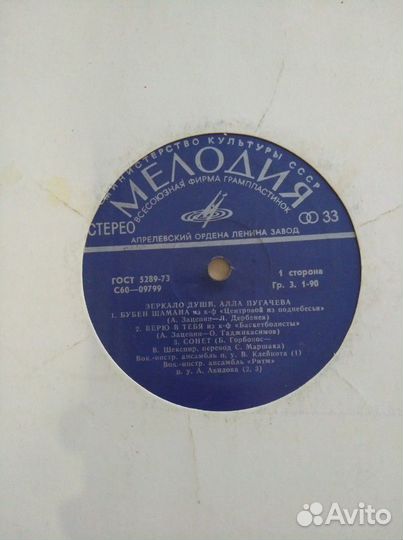 МИНИСТЕРСТВО КУЛЬТУРЫ СССР
МЕЛОДИЯ
ВСЕСОЮЗНАЯ ФИРМА ГРАМПЛАСТИНОК
СТЕРЕО
33
АПРЕЛЕВСКИЙ ОРДЕНА ЛЕНИНА ЗАВОД
ГОСТ 5289-73
1 сторона
С60—09799
Гр. 3. 1-90
ЗЕРКАЛО ДУШИ. АЛЛА ПУГАЧЕВА
1. БУБЕН ШАМАНА из к-ф «Центровой из поднебесья»
(А. Зацепин—Л. Дербенев)
2. ВЕРЮ В ТЕБЯ из к-ф «Баскетболисты»
(А. Зацепин— О. Гаджикасимов)
3. СОНЕТ (Б. Горбонос—
В. Шекспир, перевод С. Маршака)
Вок.-инстр. ансамбль п. у. В. Клейнота (1)
Вок.-инстр. ансамбль «Ритм»
п. у. А. Авилова (2, 3)
Avito